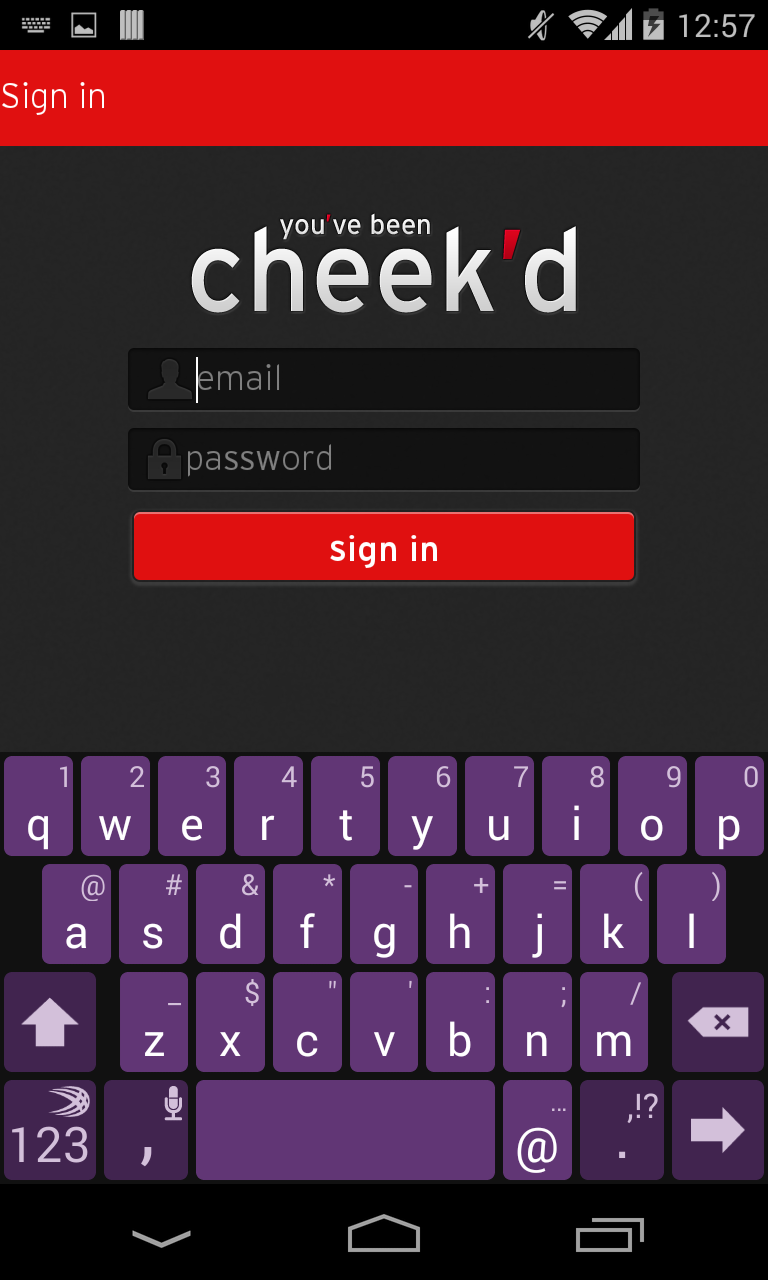 12:57
Sign in
you've been
cheek'd
email
password
sign in
1 2 3 4 5 6 7 8 9 0
q w e r t y u i o p
@ # & * - + = ( )
a s d f g h j k l
_ $ " ' : ; /
z x c v b n m
... ,!?
123 , @ .